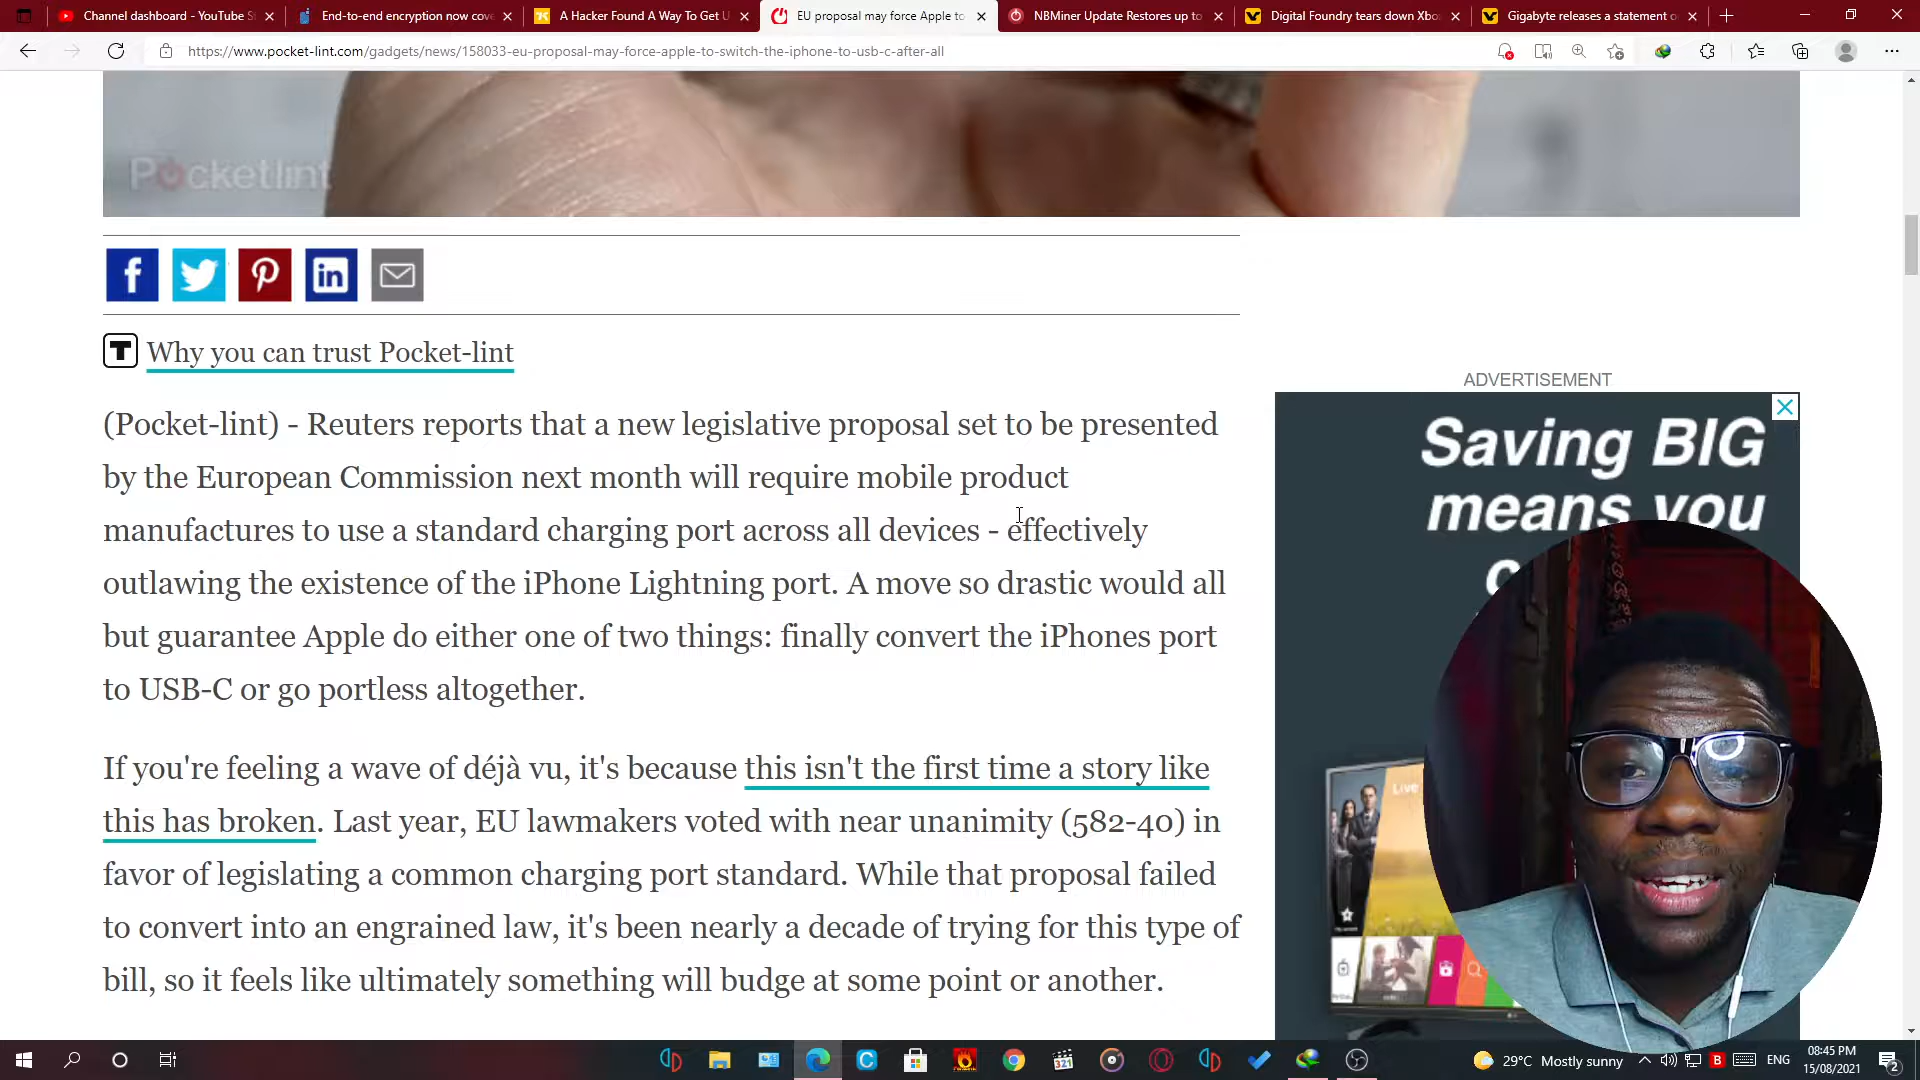 Channel dashboard - YouTube S
End-to-end encryption now cov
A Hacker Found A Way To Get U
EU proposal may force Apple to
NBMiner Update Restores up to
Digital Foundry tears down Xbo
Gigabyte releases a statement o
https://www.pocket-lint.com/gadgets/news/158033-eu-proposal-may-force-apple-to-switch-the-iphone-to-usb-c-after-all
Pocketlint
Why you can trust Pocket-lint
(Pocket-lint) - Reuters reports that a new legislative proposal set to be presented
by the European Commission next month will require mobile product
manufactures to use a standard charging port across all devices - effectively
outlawing the existence of the iPhone Lightning port. A move so drastic would all
but guarantee Apple do either one of two things: finally convert the iPhones port
to USB-C or go portless altogether.
If you're feeling a wave of déjà vu, it's because this isn't the first time a story like
this has broken. Last year, EU lawmakers voted with near unanimity (582-40) in
favor of legislating a common charging port standard. While that proposal failed
to convert into an engrained law, it's been nearly a decade of trying for this type of
bill, so it feels like ultimately something will budge at some point or another.
ADVERTISEMENT
Saving BIG
means you
Live
29°C Mostly sunny
ENG
08:45 PM
15/08/2021